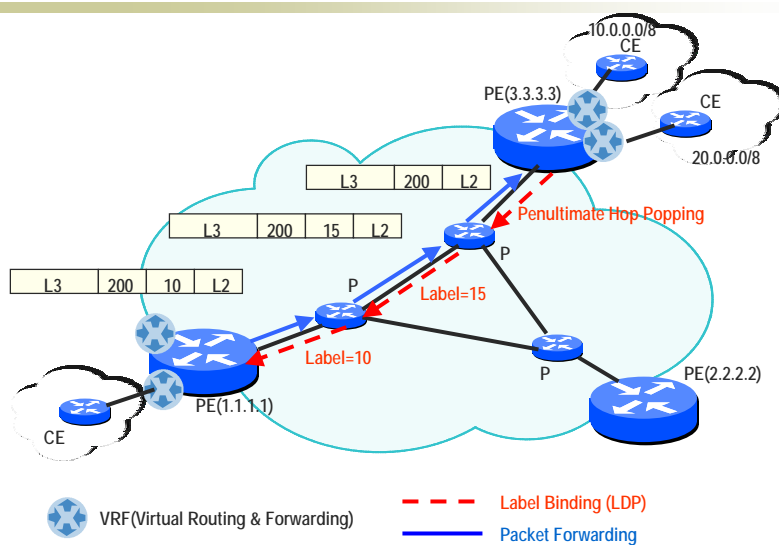 10.0.0.0/8
CE
PE(3.3.3.3)
CE
20.0.0.0/8
L3 200 L2
Penultimate Hop Popping
L3 200 15 L2
P
L3 200 10 L2
P
Label=15
Label=10
P
PE(2.2.2.2)
PE(1.1.1.1)
CE
VRF(Virtual Routing & Forwarding)
Label Binding (LDP)
Packet Forwarding